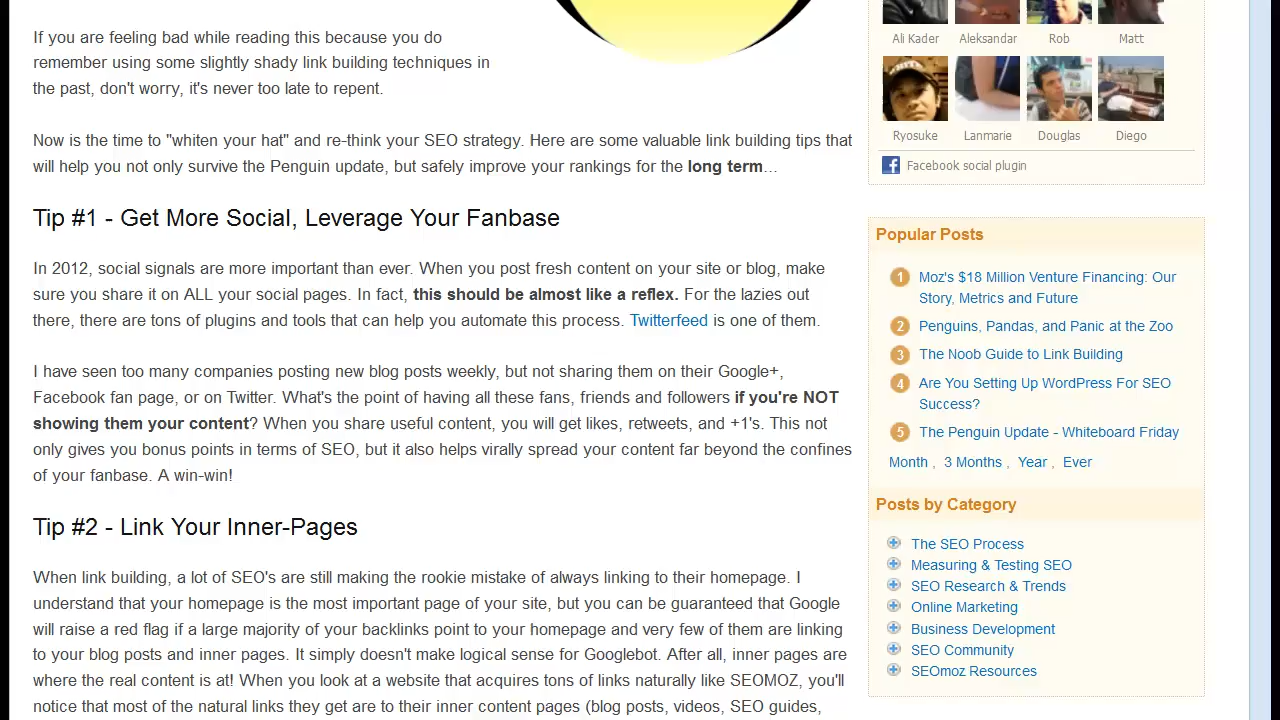 If you are feeling bad while reading this because you do
remember using some slightly shady link building techniques in
the past, don't worry, it's never too late to repent.
Now is the time to "whiten your hat" and re-think your SEO strategy. Here are some valuable link building tips that
will help you not only survive the Penguin update, but safely improve your rankings for the long term...
Tip #1 - Get More Social, Leverage Your Fanbase
In 2012, social signals are more important than ever. When you post fresh content on your site or blog, make
sure you share it on ALL your social pages. In fact, this should be almost like a reflex. For the lazies out
there, there are tons of plugins and tools that can help you automate this process. Twitterfeed is one of them.
I have seen too many companies posting new blog posts weekly, but not sharing them on their Google+,
Facebook fan page, or on Twitter. What's the point of having all these fans, friends and followers if you're NOT
showing them your content? When you share useful content, you will get likes, retweets, and +1's. This not
only gives you bonus points in terms of SEO, but it also helps virally spread your content far beyond the confines
of your fanbase. A win-win!
Tip #2 - Link Your Inner-Pages
When link building, a lot of SEO's are still making the rookie mistake of always linking to their homepage. I
understand that your homepage is the most important page of your site, but you can be guaranteed that Google
will raise a red flag if a large majority of your backlinks point to your homepage and very few of them are linking
to your blog posts and inner pages. It simply doesn't make logical sense for Googlebot. After all, inner pages are
where the real content is at! When you look at a website that acquires tons of links naturally like SEOMOZ, you'll
notice that most of the natural links they get are to their inner content pages (blog posts, videos, SEO guides,
Ali Kader Aleksandar Rob Matt
Ryosuke Lanmarie Douglas Diego
Facebook social plugin
Popular Posts
1 Moz's $18 Million Venture Financing: Our
Story, Metrics and Future
2 Penguins, Pandas, and Panic at the Zoo
3 The Noob Guide to Link Building
4 Are You Setting Up WordPress For SEO
Success?
5 The Penguin Update - Whiteboard Friday
Month , 3 Months , Year , Ever
Posts by Category
The SEO Process
Measuring & Testing SEO
SEO Research & Trends
Online Marketing
Business Development
SEO Community
SEOmoz Resources